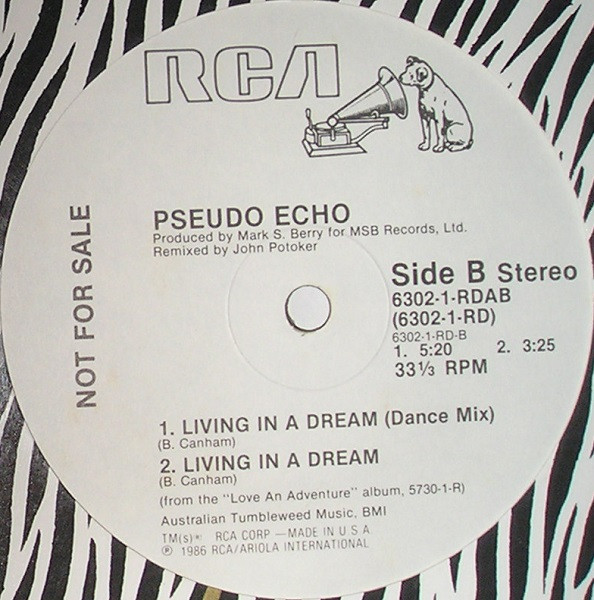 RCA
NOT FOR SALE
PSEUDO ECHO
Produced by Mark S. Berry for MSB Records, Ltd.
Remixed by John Potoker
Side B Stereo
6302-1-RDAB
(6302-1-RD)
6302-1-RD-B
1. 5:20 2. 3:25
33⅓ RPM
1. LIVING IN A DREAM (Dance Mix)
(B. Canham)
2. LIVING IN A DREAM
(B. Canham)
(from the "Love An Adventure" album, 5730-1-R)
Australian Tumbleweed Music, BMI
TM(s)® RCA CORP —MADE IN U.S.A.
℗ 1986 RCA/ARIOLA INTERNATIONAL